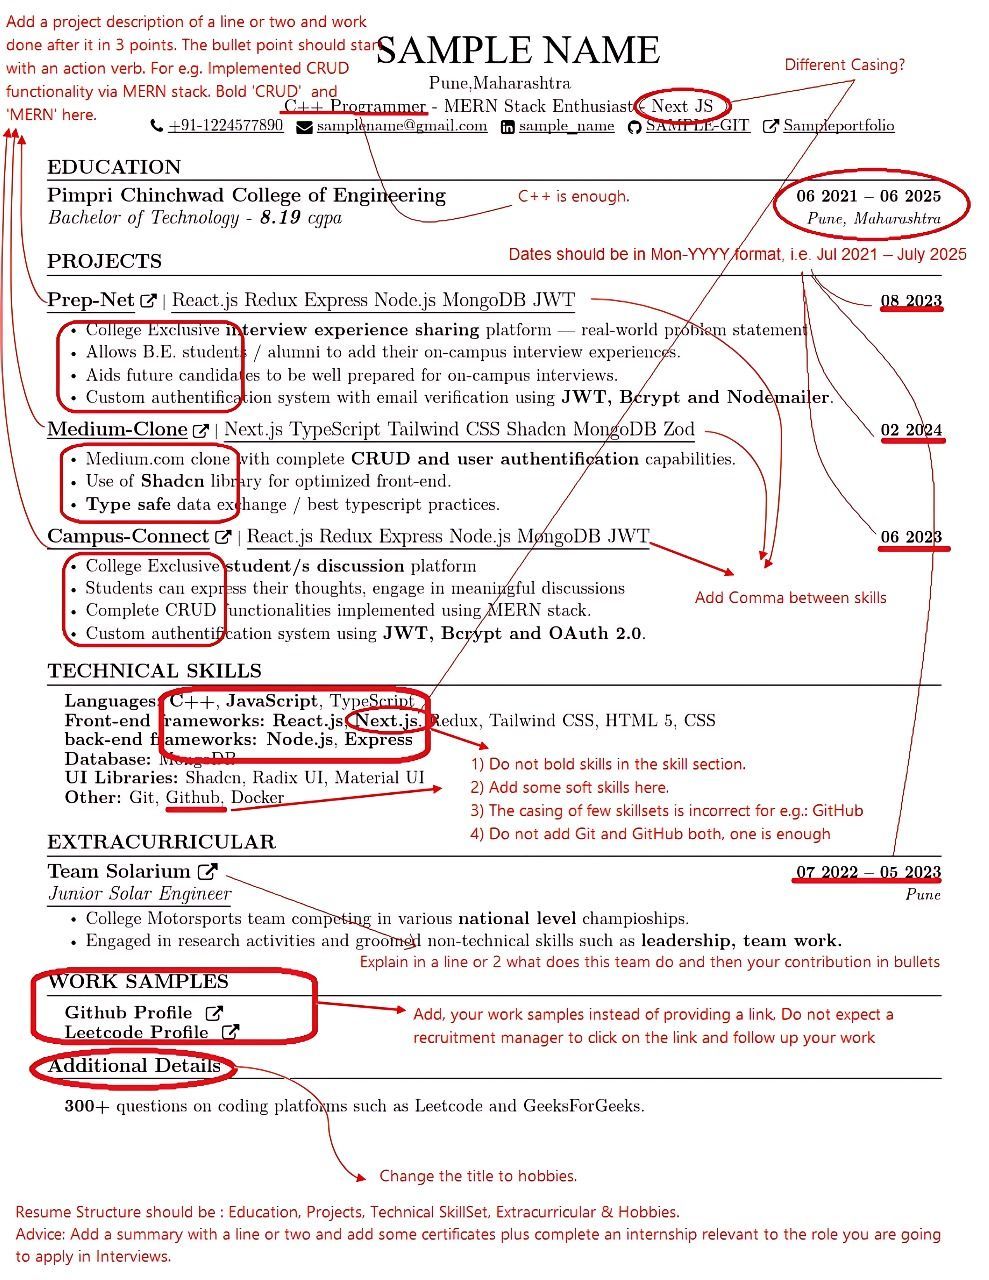 Add a project description of a line or two and work
done after it in 3 points. The bullet point should start
with an action verb. For e.g. Implemented CRUD
functionality via MERN stack. Bold 'CRUD' and
'MERN' here.
SAMPLE NAME
Different Casing?
Pune,Maharashtra
C++ Programmer - MERN Stack Enthusiast - Next JS
+91-1224577890 samplename@gmail.com sample_name SAMPLE-GIT Sampleportfolio
EDUCATION
Pimpri Chinchwad College of Engineering 06 2021 – 06 2025
C++ is enough.
Bachelor of Technology - 8.19 cgpa Pune, Maharashtra
Dates should be in Mon-YYYY format, i.e. Jul 2021 – July 2025
PROJECTS
Prep-Net | React.js Redux Express Node.js MongoDB JWT 08 2023
• College Exclusive interview experience sharing platform — real-world problem statement
• Allows B.E. students / alumni to add their on-campus interview experiences.
• Aids future candidates to be well prepared for on-campus interviews.
• Custom authentification system with email verification using JWT, Bcrypt and Nodemailer.
Medium-Clone | Next.js TypeScript Tailwind CSS Shadcn MongoDB Zod 02 2024
• Medium.com clone with complete CRUD and user authentification capabilities.
• Use of Shadcn library for optimized front-end.
• Type safe data exchange / best typescript practices.
Campus-Connect | React.js Redux Express Node.js MongoDB JWT 06 2023
• College Exclusive student/s discussion platform
• Students can express their thoughts, engage in meaningful discussions
Add Comma between skills
• Complete CRUD functionalities implemented using MERN stack.
• Custom authentification system using JWT, Bcrypt and OAuth 2.0.
TECHNICAL SKILLS
Languages: C++, JavaScript, TypeScript
Front-end frameworks: React.js, Next.js, Redux, Tailwind CSS, HTML 5, CSS
back-end frameworks: Node.js, Express
Database: MongoDB
UI Libraries: Shadcn, Radix UI, Material UI
Other: Git, Github, Docker
1) Do not bold skills in the skill section.
2) Add some soft skills here.
3) The casing of few skillsets is incorrect for e.g.: GitHub
4) Do not add Git and GitHub both, one is enough
EXTRACURRICULAR
Team Solarium 07 2022 – 05 2023
Junior Solar Engineer Pune
• College Motorsports team competing in various national level champioships.
• Engaged in research activities and groomed non-technical skills such as leadership, team work.
Explain in a line or 2 what does this team do and then your contribution in bullets
WORK SAMPLES
Github Profile
Leetcode Profile
Add, your work samples instead of providing a link. Do not expect a
recruitment manager to click on the link and follow up your work
Additional Details
300+ questions on coding platforms such as Leetcode and GeeksForGeeks.
Change the title to hobbies.
Resume Structure should be : Education, Projects, Technical SkillSet, Extracurricular & Hobbies.
Advice: Add a summary with a line or two and add some certificates plus complete an internship relevant to the role you are going
to apply in Interviews.